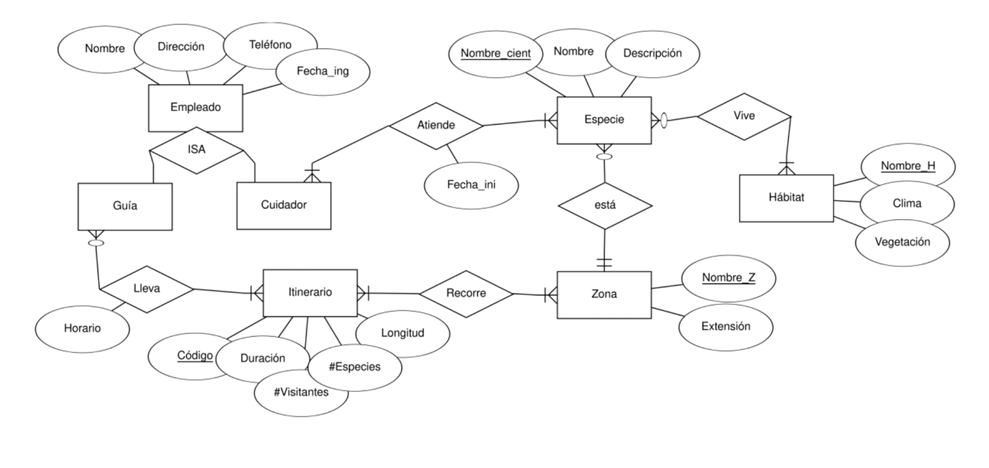 Nombre
Dirección
Teléfono
Fecha_ing
Empleado
ISA
Guía
Cuidador
Atiende
Fecha_ini
Nombre_cient
Nombre
Descripción
Especie
Vive
Hábitat
Nombre_H
Clima
Vegetación
está
Lleva
Horario
Itinerario
Recorre
Zona
Nombre_Z
Extensión
Código
Duración
#Visitantes
#Especies
Longitud